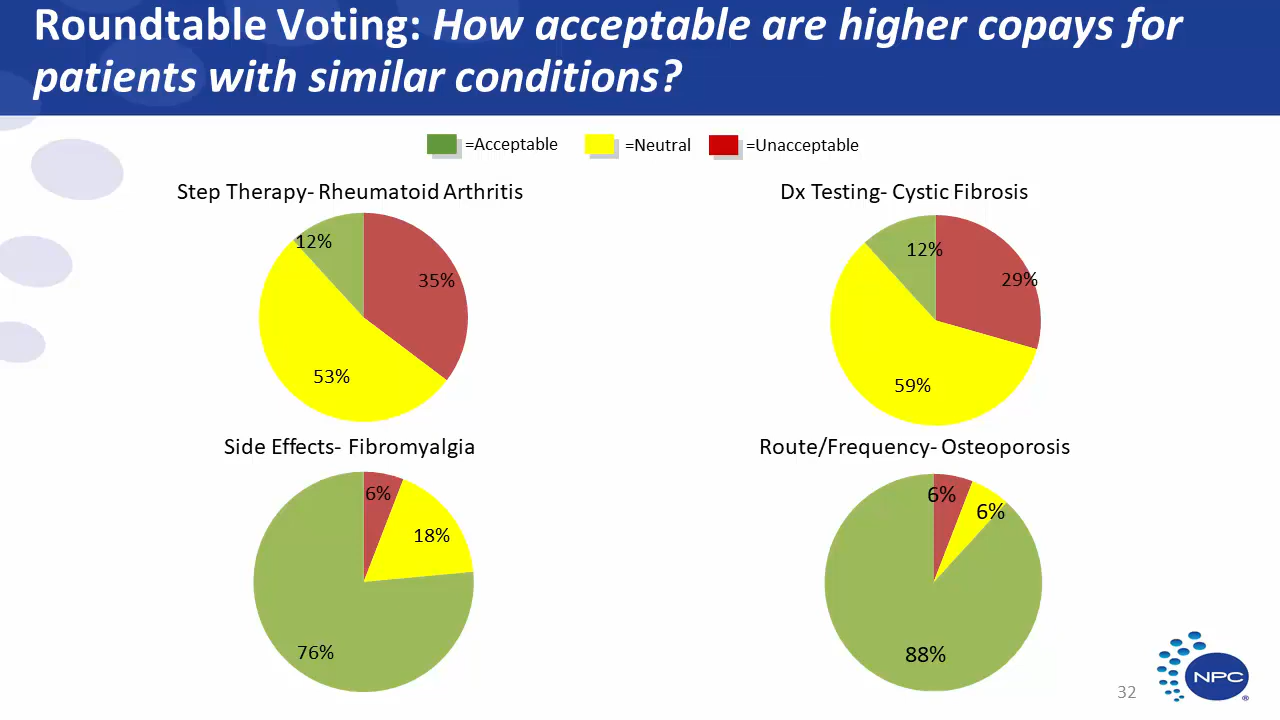 Roundtable Voting: How acceptable are higher copays for
patients with similar conditions?
=Acceptable
=Neutral
=Unacceptable
Step Therapy- Rheumatoid Arthritis
12%
35%
53%
Dx Testing- Cystic Fibrosis
12%
29%
59%
Side Effects- Fibromyalgia
6%
18%
76%
Route/Frequency- Osteoporosis
6%
6%
88%
32
NPC
®